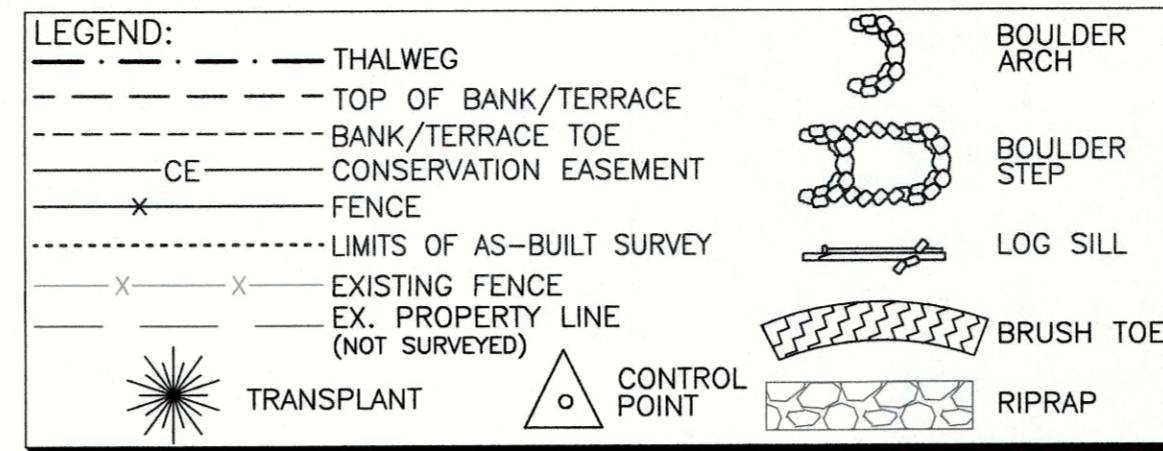 LEGEND:
THALWEG
TOP OF BANK/TERRACE
BANK/TERRACE TOE
CE CONSERVATION EASEMENT
X FENCE
LIMITS OF AS-BUILT SURVEY
X X EXISTING FENCE
EX. PROPERTY LINE
(NOT SURVEYED)
TRANSPLANT
CONTROL
POINT
BOULDER
ARCH
BOULDER
STEP
LOG SILL
BRUSH TOE
RIPRAP